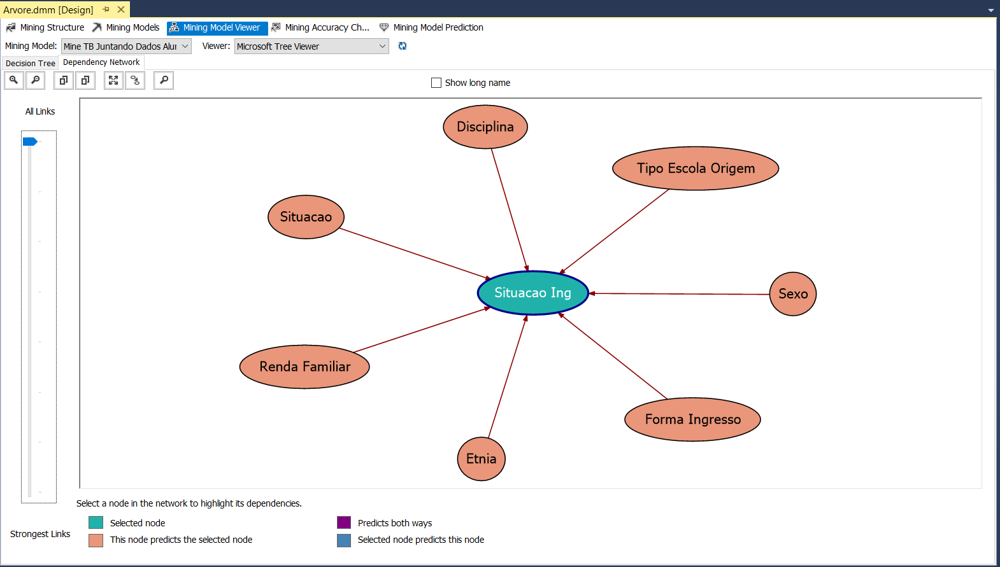 Arvore.dmm [Design]
Mining Structure Mining Models Mining Model Viewer Mining Accuracy Ch... Mining Model Prediction
Mining Model: Mine TB Juntando Dados Alur Viewer: Microsoft Tree Viewer
Decision Tree Dependency Network
Show long name
All Links
Disciplina
Tipo Escola Origem
Situacao
Situacao Ing
Sexo
Renda Familiar
Forma Ingresso
Etnia
Select a node in the network to highlight its dependencies.
Selected node Predicts both ways
Strongest Links
This node predicts the selected node Selected node predicts this node